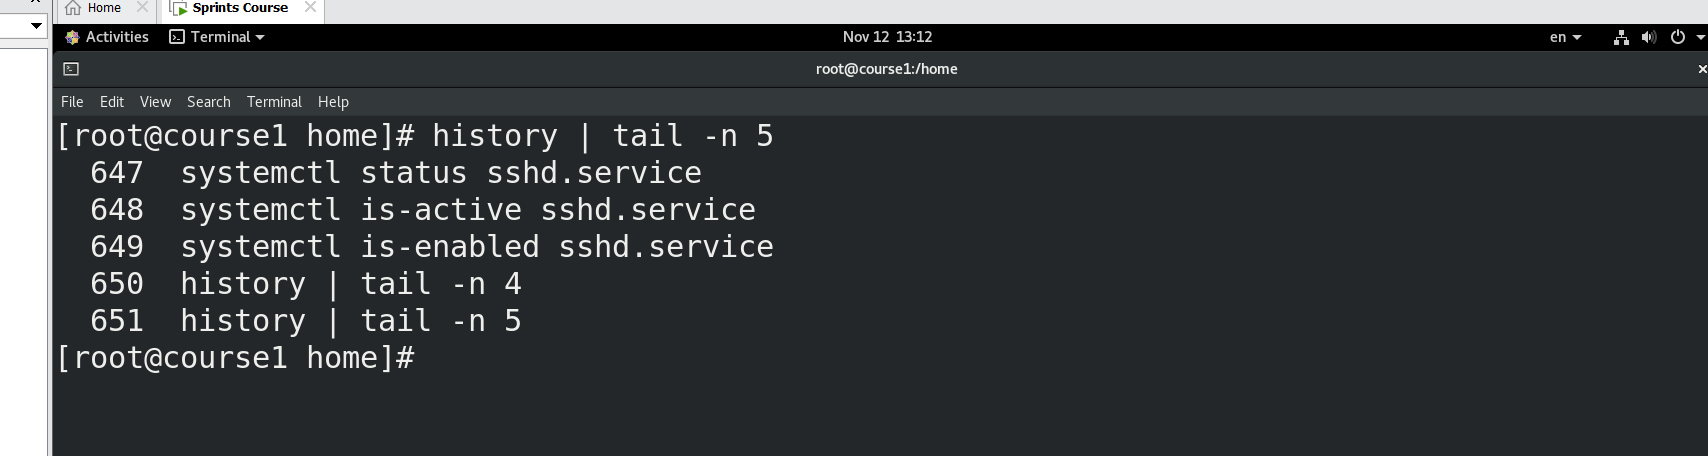 Home
Sprints Course
Activities Terminal Nov 12 13:12 en
root@course1:/home
File Edit View Search Terminal Help
[root@course1 home]# history | tail -n 5
647 systemctl status sshd.service
648 systemctl is-active sshd.service
649 systemctl is-enabled sshd.service
650 history | tail -n 4
651 history | tail -n 5
[root@course1 home]#